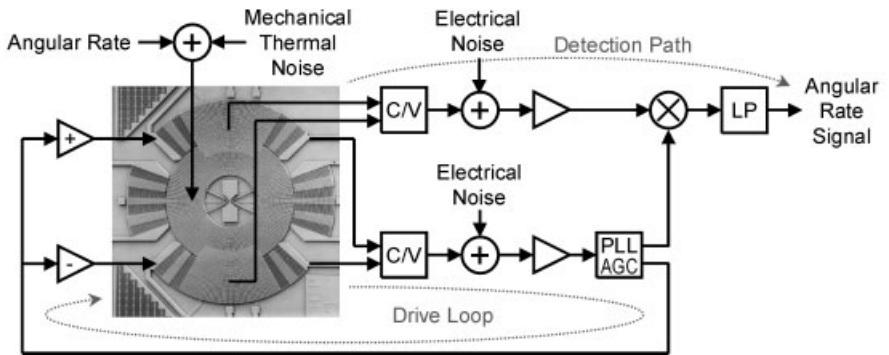 Angular Rate
+
Mechanical
Thermal
Noise
Electrical
Noise
Detection Path
C/V
+
×
LP
Angular
Rate
Signal
+
Electrical
Noise
-
C/V
+
PLL
AGC
Drive Loop